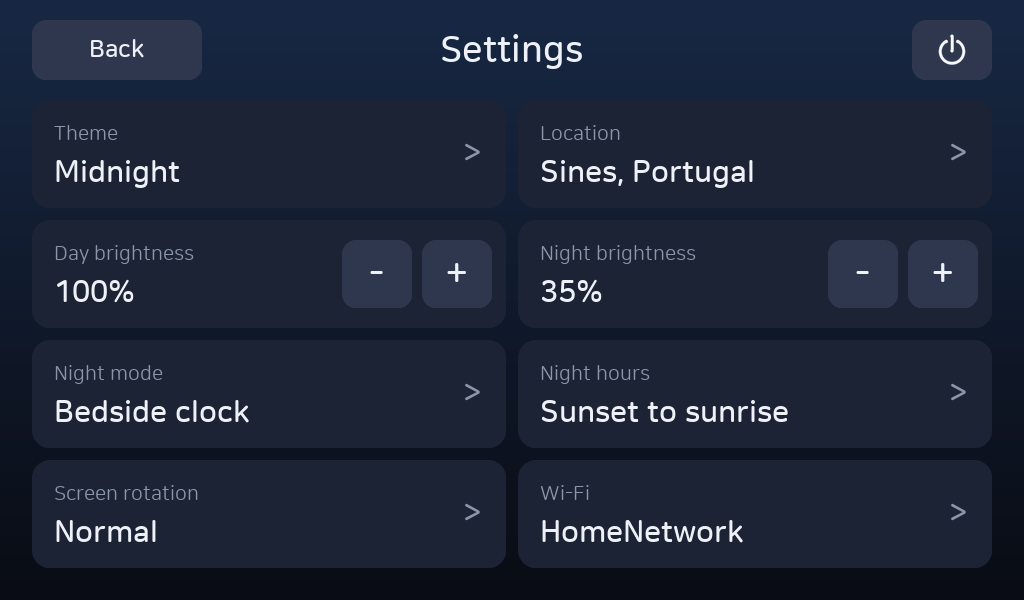 Back
Settings
Theme
Midnight
>
Location
Sines, Portugal
>
Day brightness
100%
-
+
Night brightness
35%
-
+
Night mode
Bedside clock
>
Night hours
Sunset to sunrise
>
Screen rotation
Normal
>
Wi-Fi
HomeNetwork
>